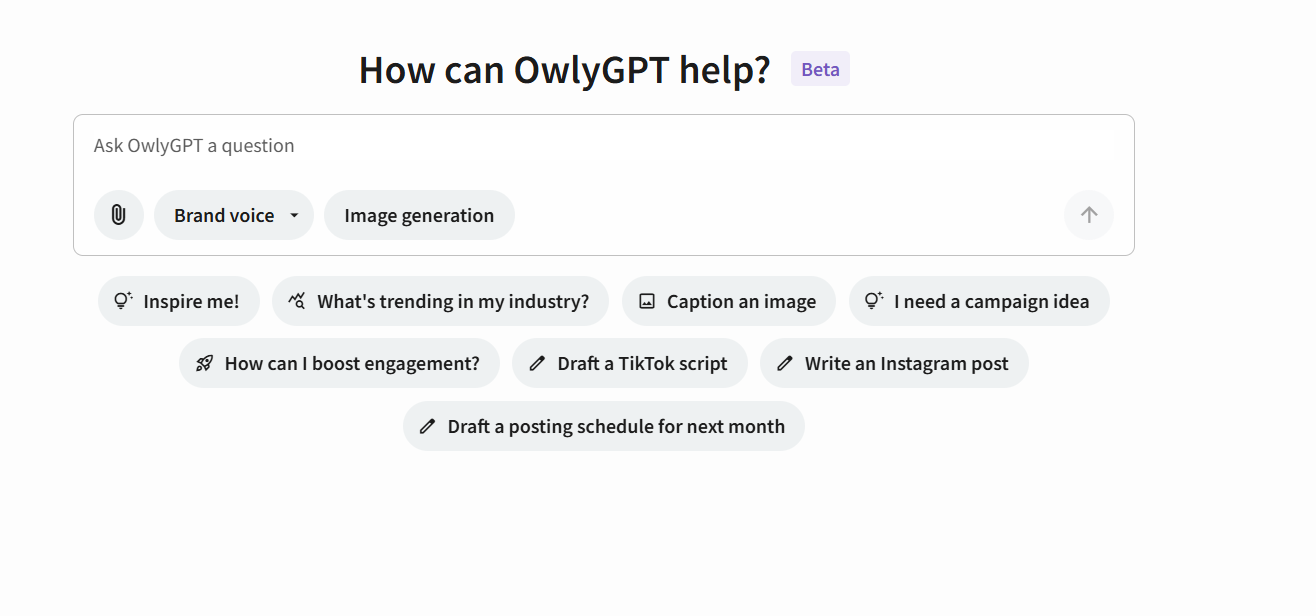 How can OwlyGPT help? Beta
Ask OwlyGPT a question
Brand voice Image generation
Inspire me! What's trending in my industry? Caption an image I need a campaign idea
How can I boost engagement? Draft a TikTok script Write an Instagram post
Draft a posting schedule for next month